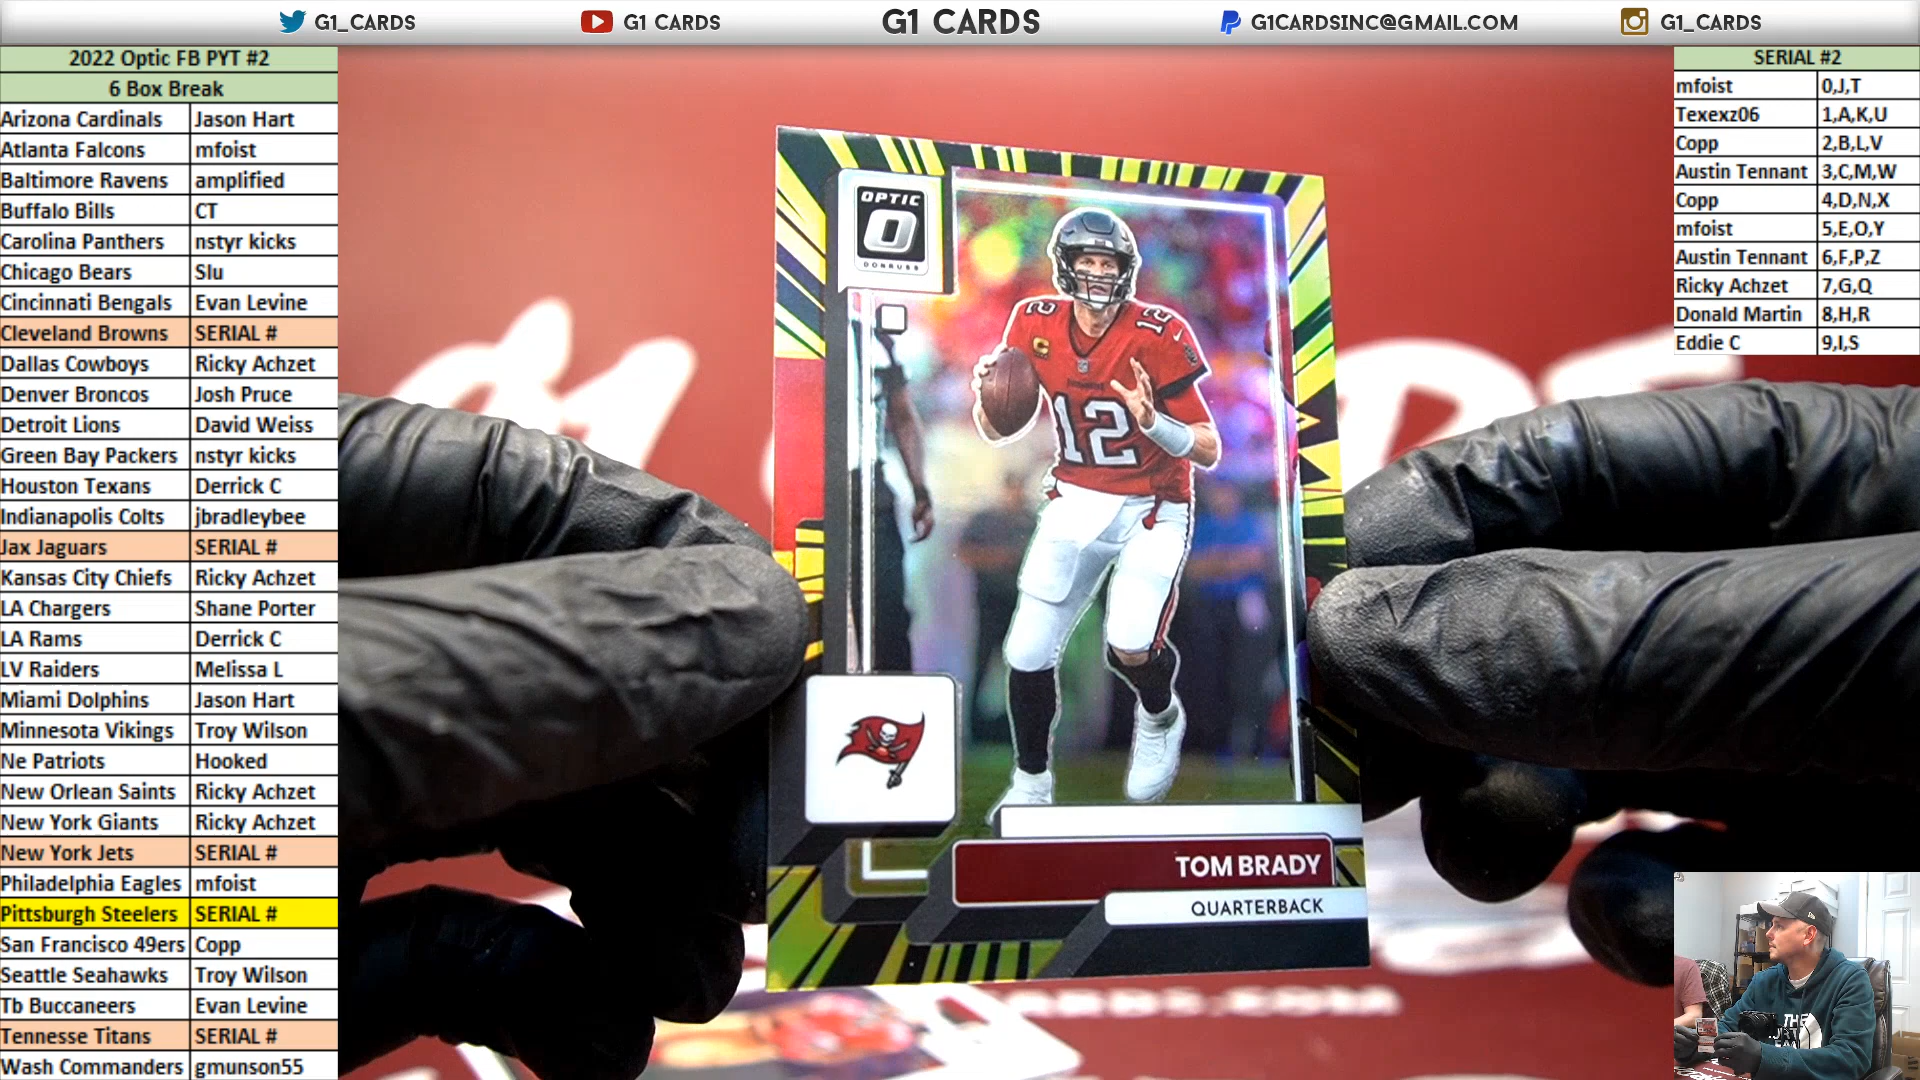 G1_CARDS
G1 CARDS
G1 CARDS
G1CARDSINC@GMAIL.COM
G1_CARDS
2022 Optic FB PYT #2
6 Box Break
Arizona Cardinals Jason Hart
Atlanta Falcons mfoist
Baltimore Ravens amplified
Buffalo Bills CT
Carolina Panthers nstyr kicks
Chicago Bears Slu
Cincinnati Bengals Evan Levine
Cleveland Browns SERIAL #
Dallas Cowboys Ricky Achzet
Denver Broncos Josh Pruce
Detroit Lions David Weiss
Green Bay Packers nstyr kicks
Houston Texans Derrick C
Indianapolis Colts jbradleybee
Jax Jaguars SERIAL #
Kansas City Chiefs Ricky Achzet
LA Chargers Shane Porter
LA Rams Derrick C
LV Raiders Melissa L
Miami Dolphins Jason Hart
Minnesota Vikings Troy Wilson
Ne Patriots Hooked
New Orlean Saints Ricky Achzet
New York Giants Ricky Achzet
New York Jets SERIAL #
Philadelphia Eagles mfoist
Pittsburgh Steelers SERIAL #
San Francisco 49ers Copp
Seattle Seahawks Troy Wilson
Tb Buccaneers Evan Levine
Tennesse Titans SERIAL #
Wash Commanders gmunson55
OPTIC
O
DONRUSS
12
12
12
C
TOM BRADY
QUARTERBACK
SERIAL #2
mfoist 0,J,T
Texexz06 1,A,K,U
Copp 2,B,L,V
Austin Tennant 3,C,M,W
Copp 4,D,N,X
mfoist 5,E,O,Y
Austin Tennant 6,F,P,Z
Ricky Achzet 7,G,Q
Donald Martin 8,H,R
Eddie C 9,I,S
THE